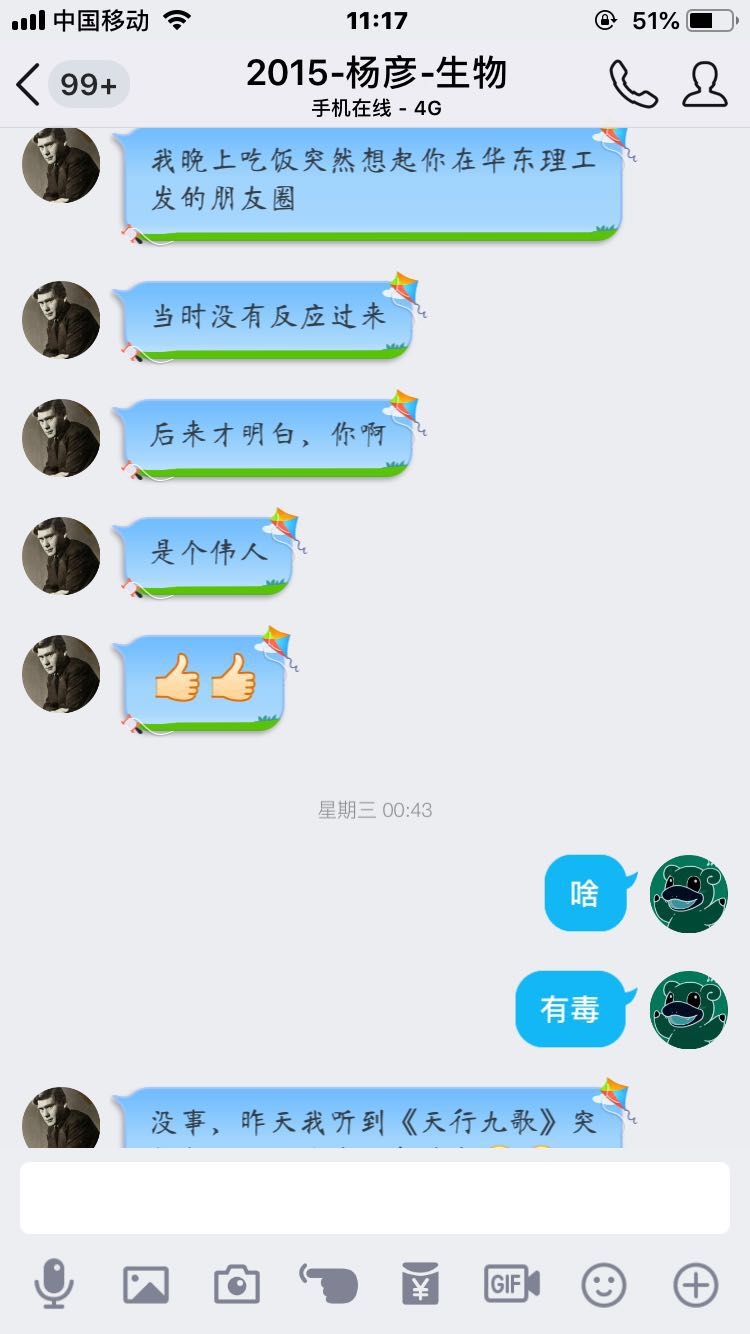 中国移动
11:17
51%
99+
2015-杨彦-生物
手机在线 - 4G
我晚上吃饭突然想起你在华东理工
发的朋友圈
当时没有反应过来
后来才明白，你啊
是个伟人
👍👍
星期三 00:43
啥
有毒
没事，昨天我听到《天行九歌》突
GIF